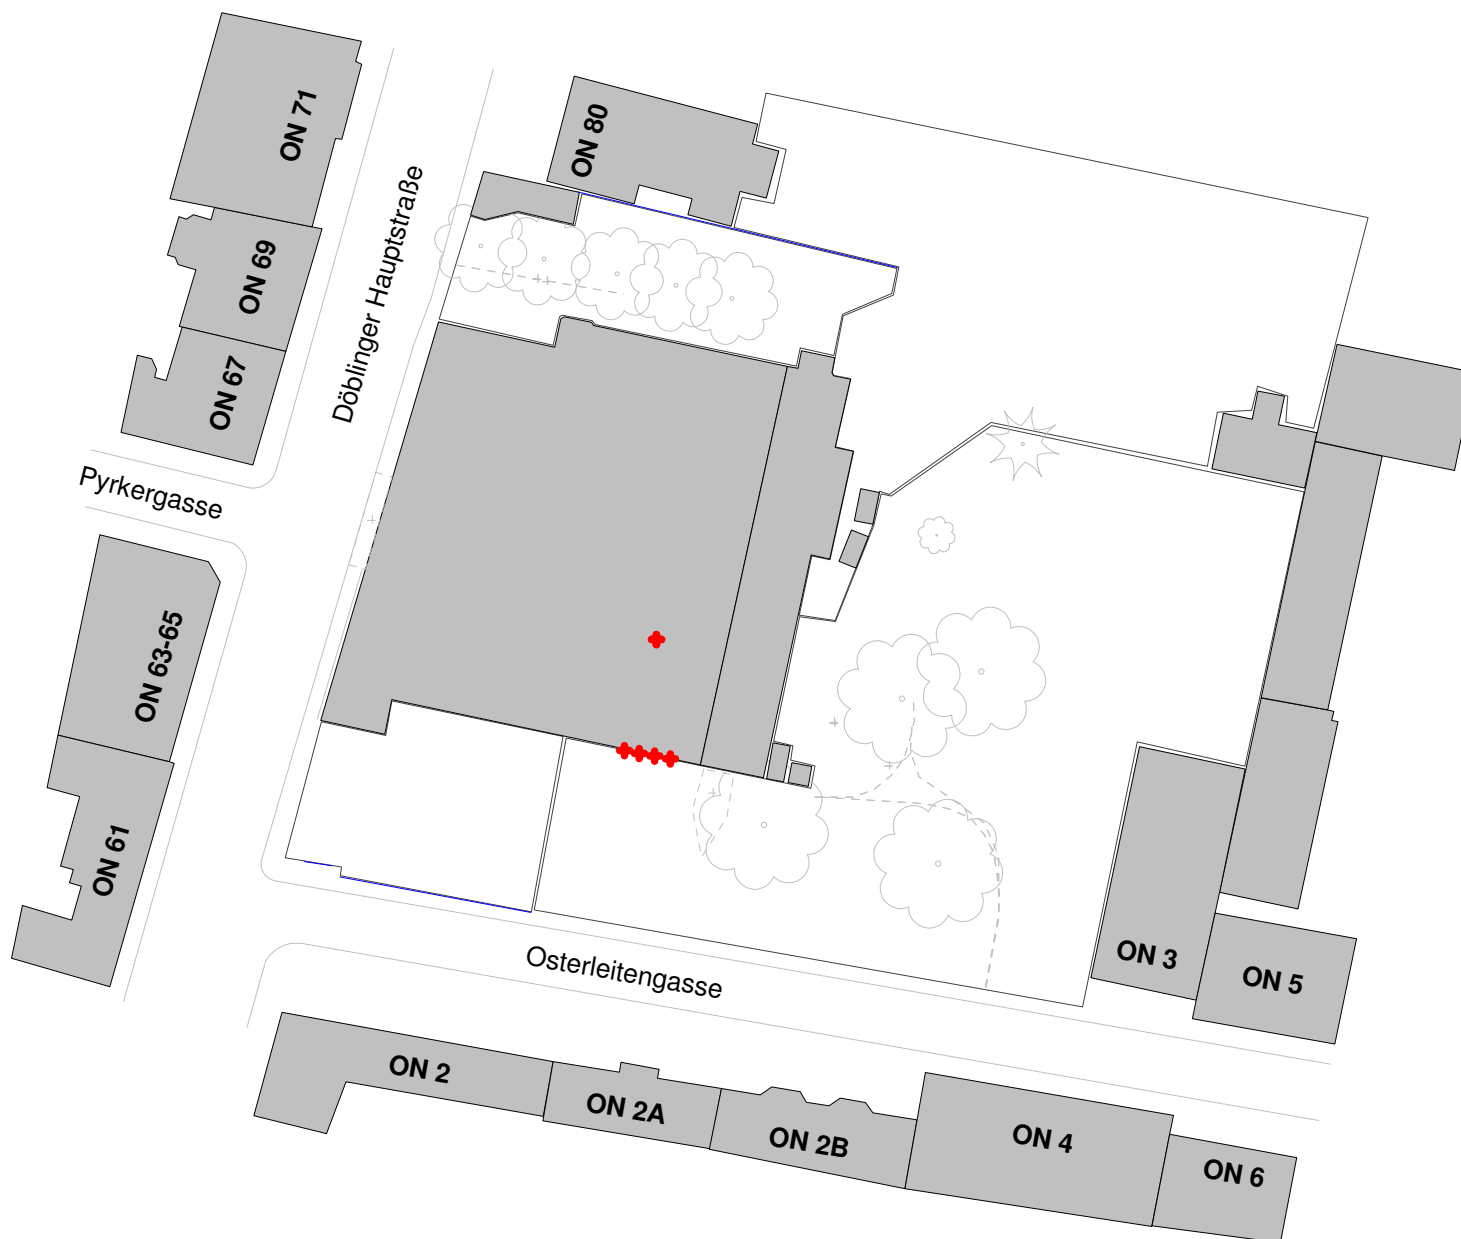 ON 71
ON 80
ON 69
Döblinger Hauptstraße
ON 67
Pyrkergasse
ON 63-65
ON 61
Osterleitengasse
ON 3
ON 5
ON 2
ON 2A
ON 2B
ON 4
ON 6